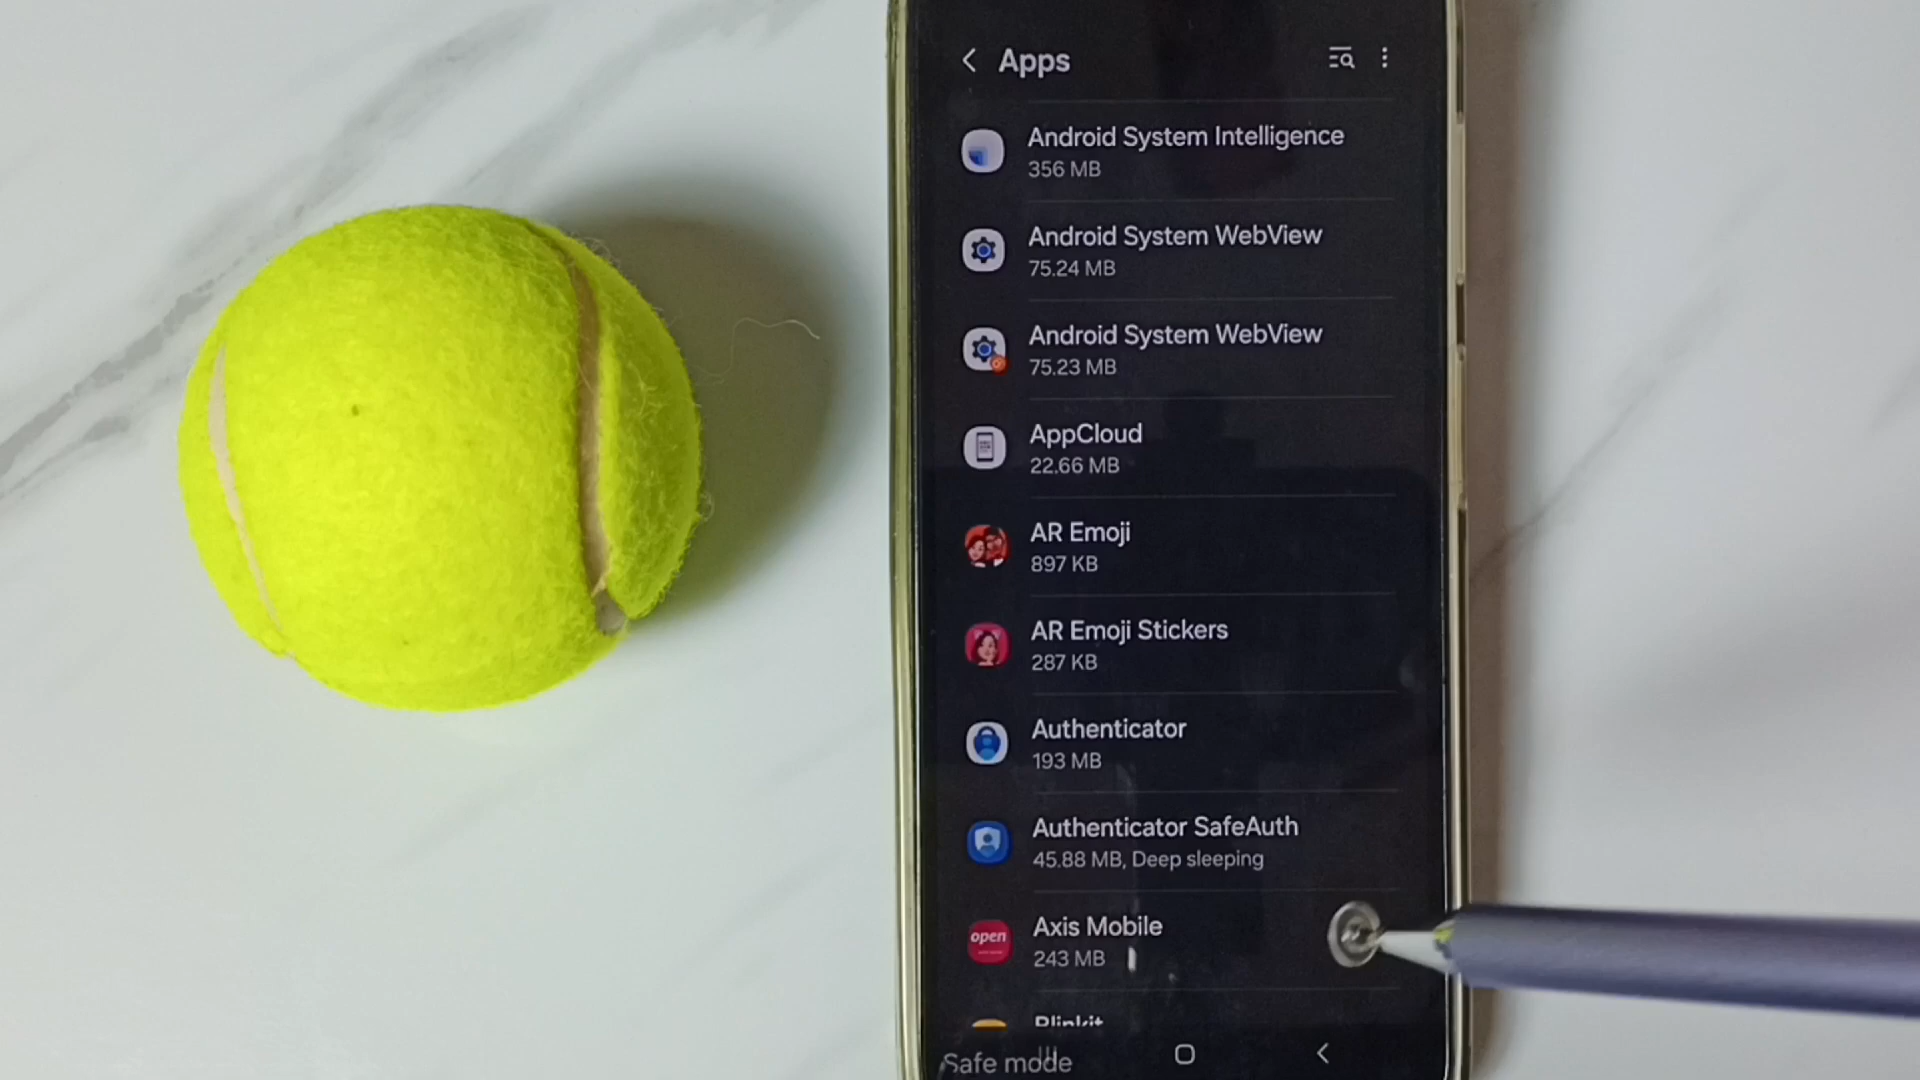 Apps
Android System Intelligence
356 MB
Android System WebView
75.24 MB
Android System WebView
75.23 MB
AppCloud
22.66 MB
AR Emoji
897 KB
AR Emoji Stickers
287 KB
Authenticator
193 MB
Authenticator SafeAuth
45.88 MB, Deep sleeping
open
Axis Mobile
243 MB
Blinkit
Safe mode